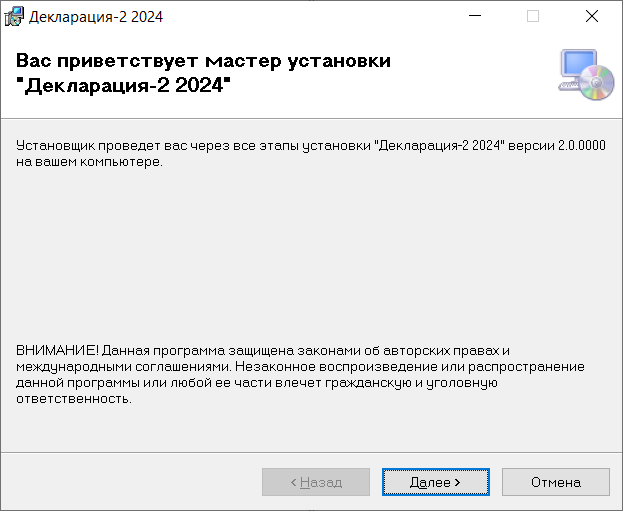 Декларация-2 2024
Вас приветствует мастер установки
"Декларация-2 2024"
Установщик проведет вас через все этапы установки "Декларация-2 2024" версии 2.0.0000
на вашем компьютере.
ВНИМАНИЕ! Данная программа защищена законами об авторских правах и
международными соглашениями. Незаконное воспроизведение или распространение
данной программы или любой ее части влечет гражданскую и уголовную
ответственность.
< Назад
Далее >
Отмена